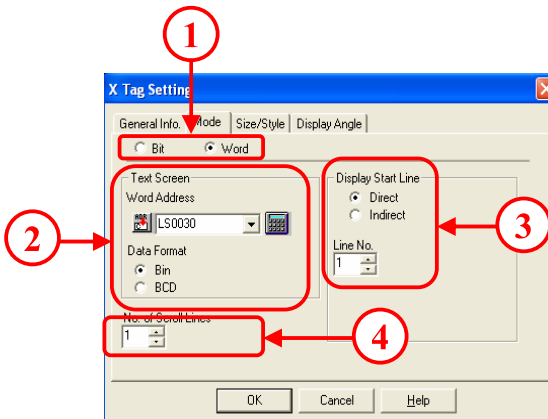 1
X Tag Setting
General Info. Mode Size/Style Display Angle
Bit Word
Text Screen
Word Address
LS0030
Data Format
Bin
BCD
Display Start Line
Direct
Indirect
Line No.
1
2
3
No. of Scroll Lines
1
4
OK Cancel Help